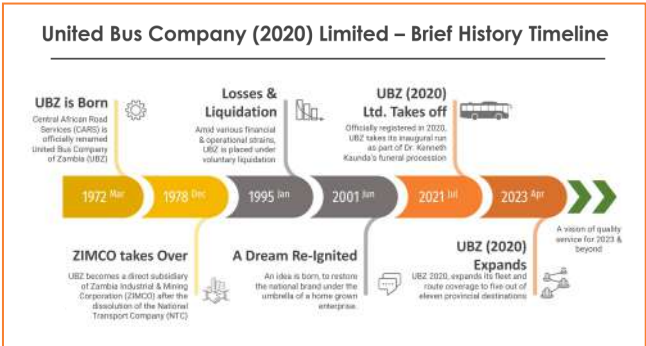 United Bus Company (2020) Limited – Brief History Timeline
UBZ is Born
Central African Road
Services (CARS) is
officially renamed
United Bus Company
of Zambia (UBZ)
Losses &
Liquidation
Amid various financial
& operational strains,
UBZ is placed under
voluntary liquidation
UBZ (2020)
Ltd. Takes off
Officially registered in 2020,
UBZ takes its inaugural run
as part of Dr. Kenneth
Kaunda's funeral procession
1972 Mar
1978 Dec
1995 Jan
2001 Jun
2021 Jul
2023 Apr
ZIMCO takes Over
UBZ becomes a direct subsidiary
of Zambia Industrial & Mining
Corporation (ZIMCO) after the
dissolution of the National
Transport Company (NTC)
A Dream Re-Ignited
An idea is born, to restore
the national brand under the
umbrella of a home grown
enterprise.
UBZ (2020)
Expands
UBZ 2020, expands its fleet and
route coverage to five out of
eleven provincial destinations
A vision of quality
service for 2023 &
beyond